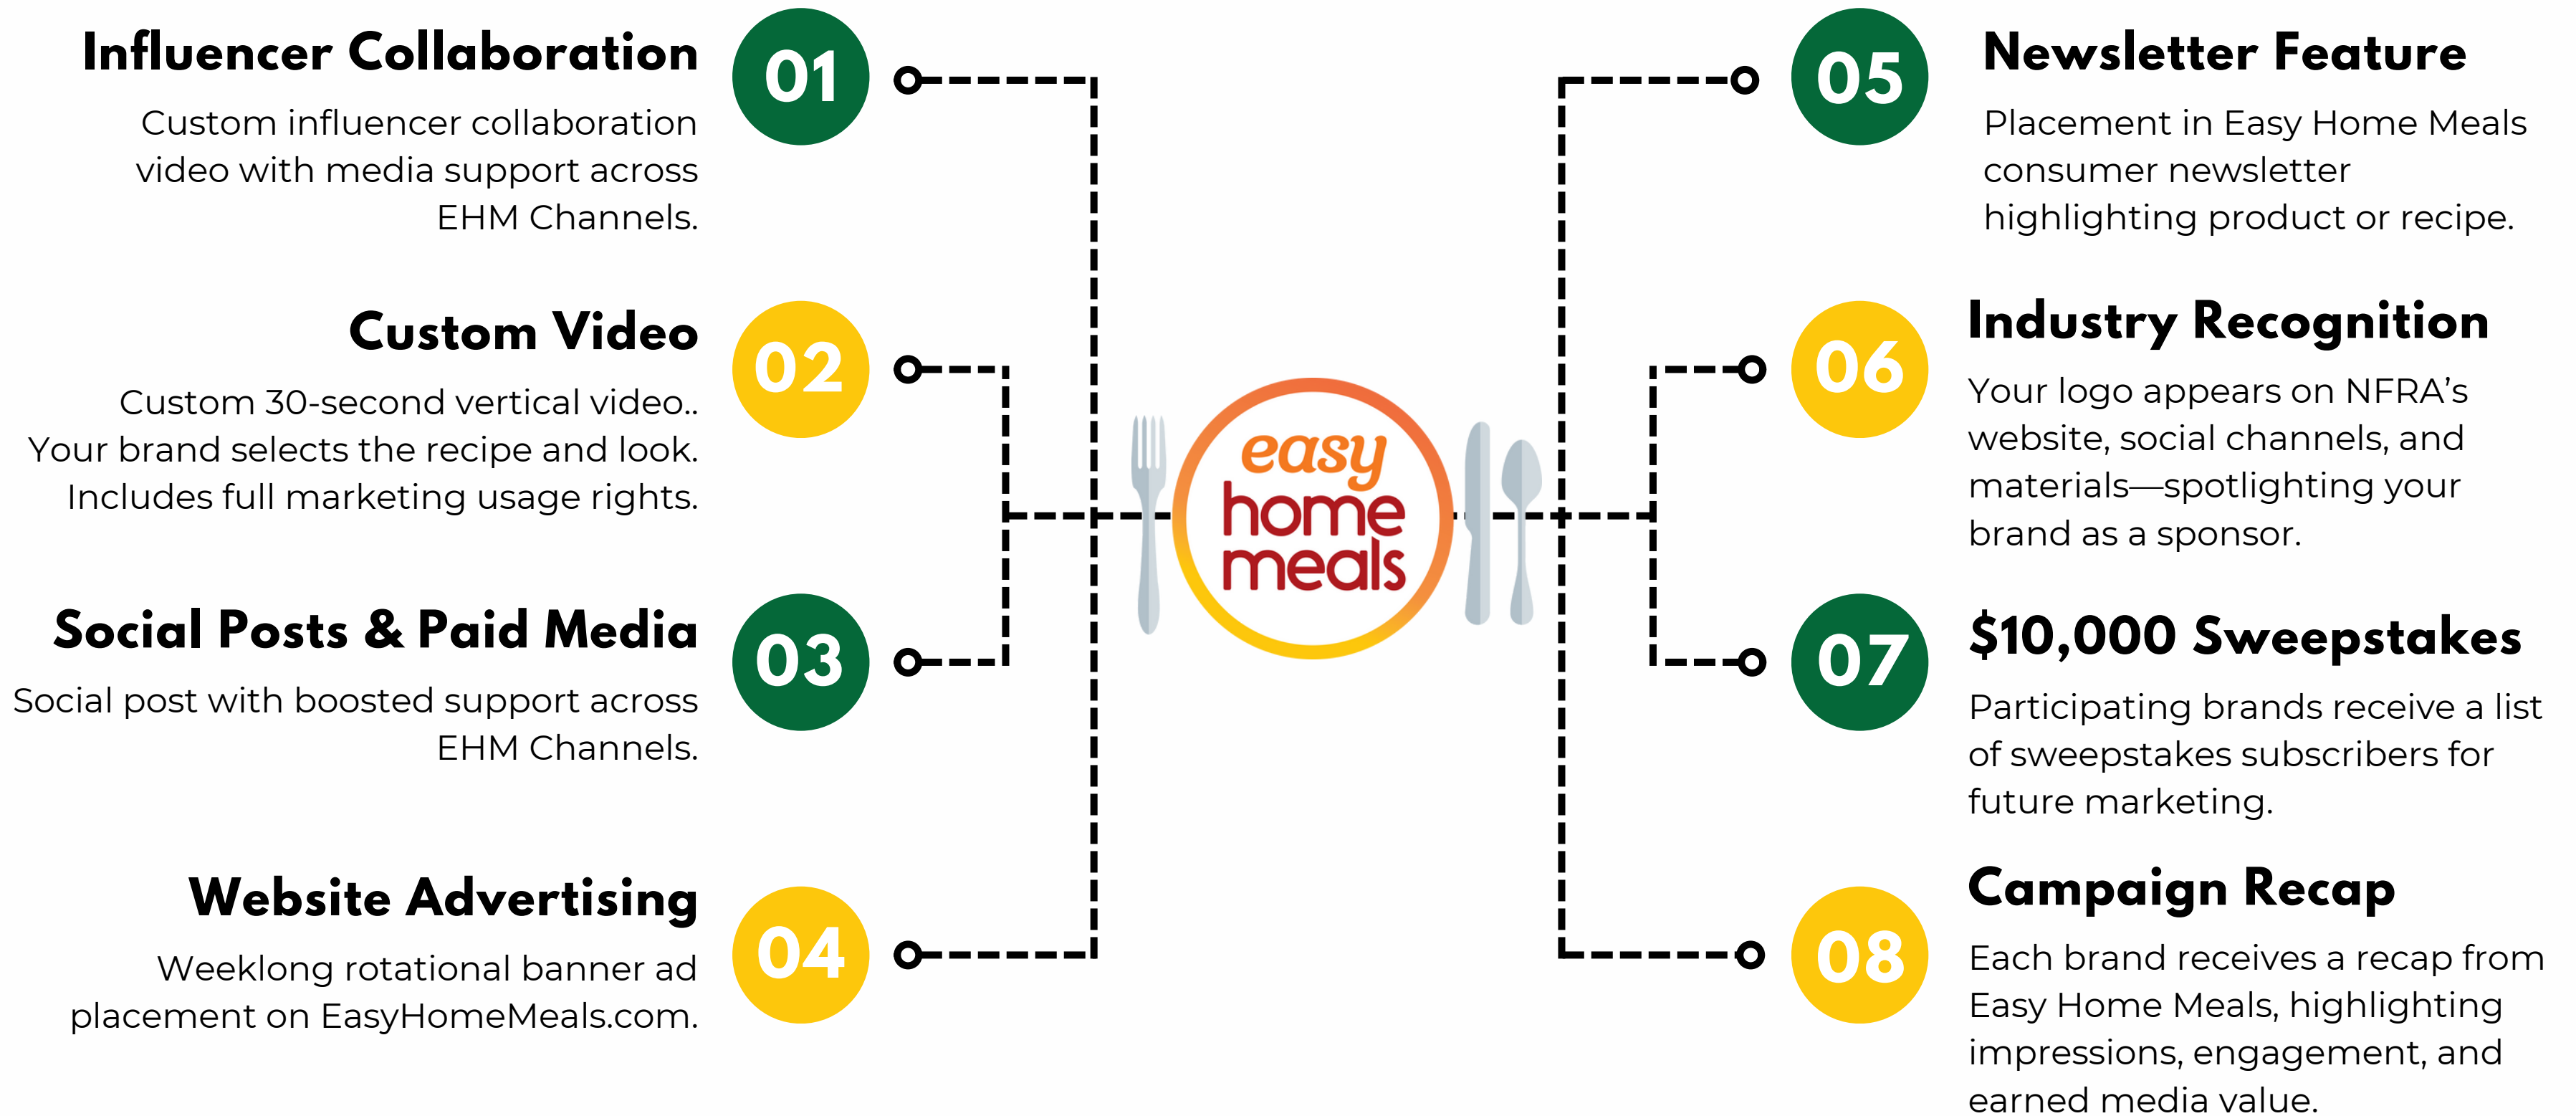 Influencer Collaboration
01
Custom influencer collaboration
video with media support across
EHM Channels.
Custom Video
02
Custom 30-second vertical video..
Your brand selects the recipe and look.
Includes full marketing usage rights.
Social Posts & Paid Media
03
Social post with boosted support across
EHM Channels.
Website Advertising
04
Weeklong rotational banner ad
placement on EasyHomeMeals.com.
easy
home
meals
05
Newsletter Feature
Placement in Easy Home Meals
consumer newsletter
highlighting product or recipe.
06
Industry Recognition
Your logo appears on NFRA’s
website, social channels, and
materials—spotlighting your
brand as a sponsor.
07
$10,000 Sweepstakes
Participating brands receive a list
of sweepstakes subscribers for
future marketing.
08
Campaign Recap
Each brand receives a recap from
Easy Home Meals, highlighting
impressions, engagement, and
earned media value.